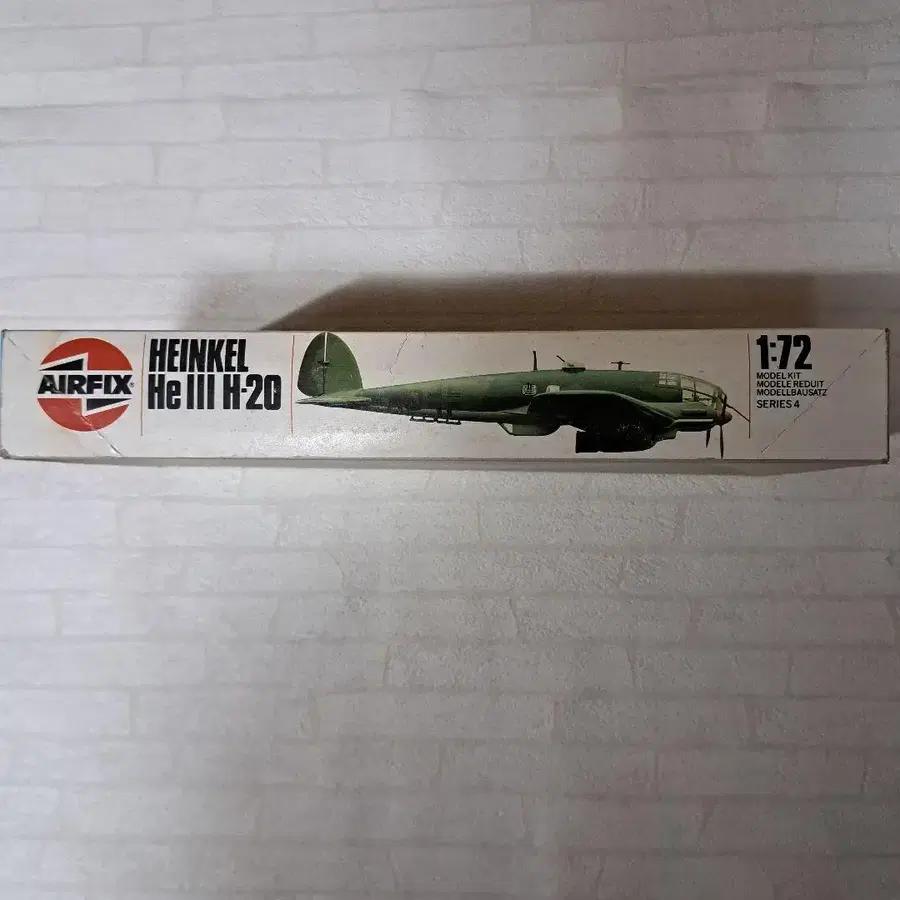 AIRFIX
HEINKEL
He III H-20
1:72
MODEL KIT
MODELE REDUIT
MODELLBAUSATZ
SERIES 4